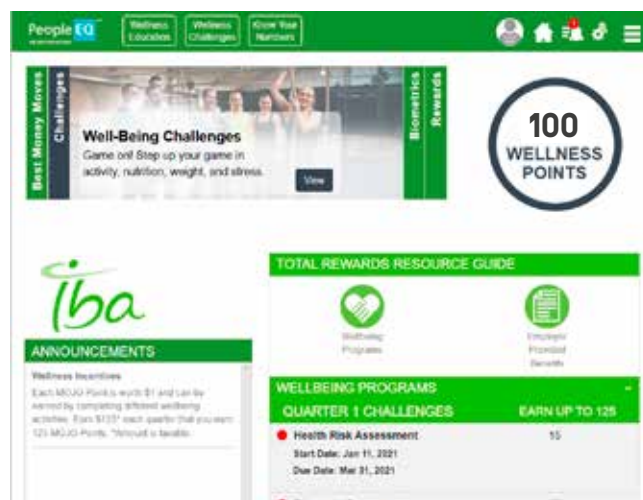 People EQ
Wellness Education
Wellness Challenges
Know Your Numbers
Best Money Moves
Challenges
Well-Being Challenges
Game on! Step up your game in
activity, nutrition, weight, and stress.
View
Biometrics
Rewards
100
WELLNESS
POINTS
iba
TOTAL REWARDS RESOURCE GUIDE
Wellbeing
Programs
Employer
Provided
Benefits
ANNOUNCEMENTS
Wellness Incentives
Each MOJO Point is worth $1 and can be
earned by completing different wellbeing
activities. Earn $125* each quarter that you earn
125 MOJO Points. *Amount is taxable.
WELLBEING PROGRAMS
QUARTER 1 CHALLENGES
EARN UP TO 125
Health Risk Assessment
15
Start Date: Jan 11, 2021
Due Date: Mar 31, 2021